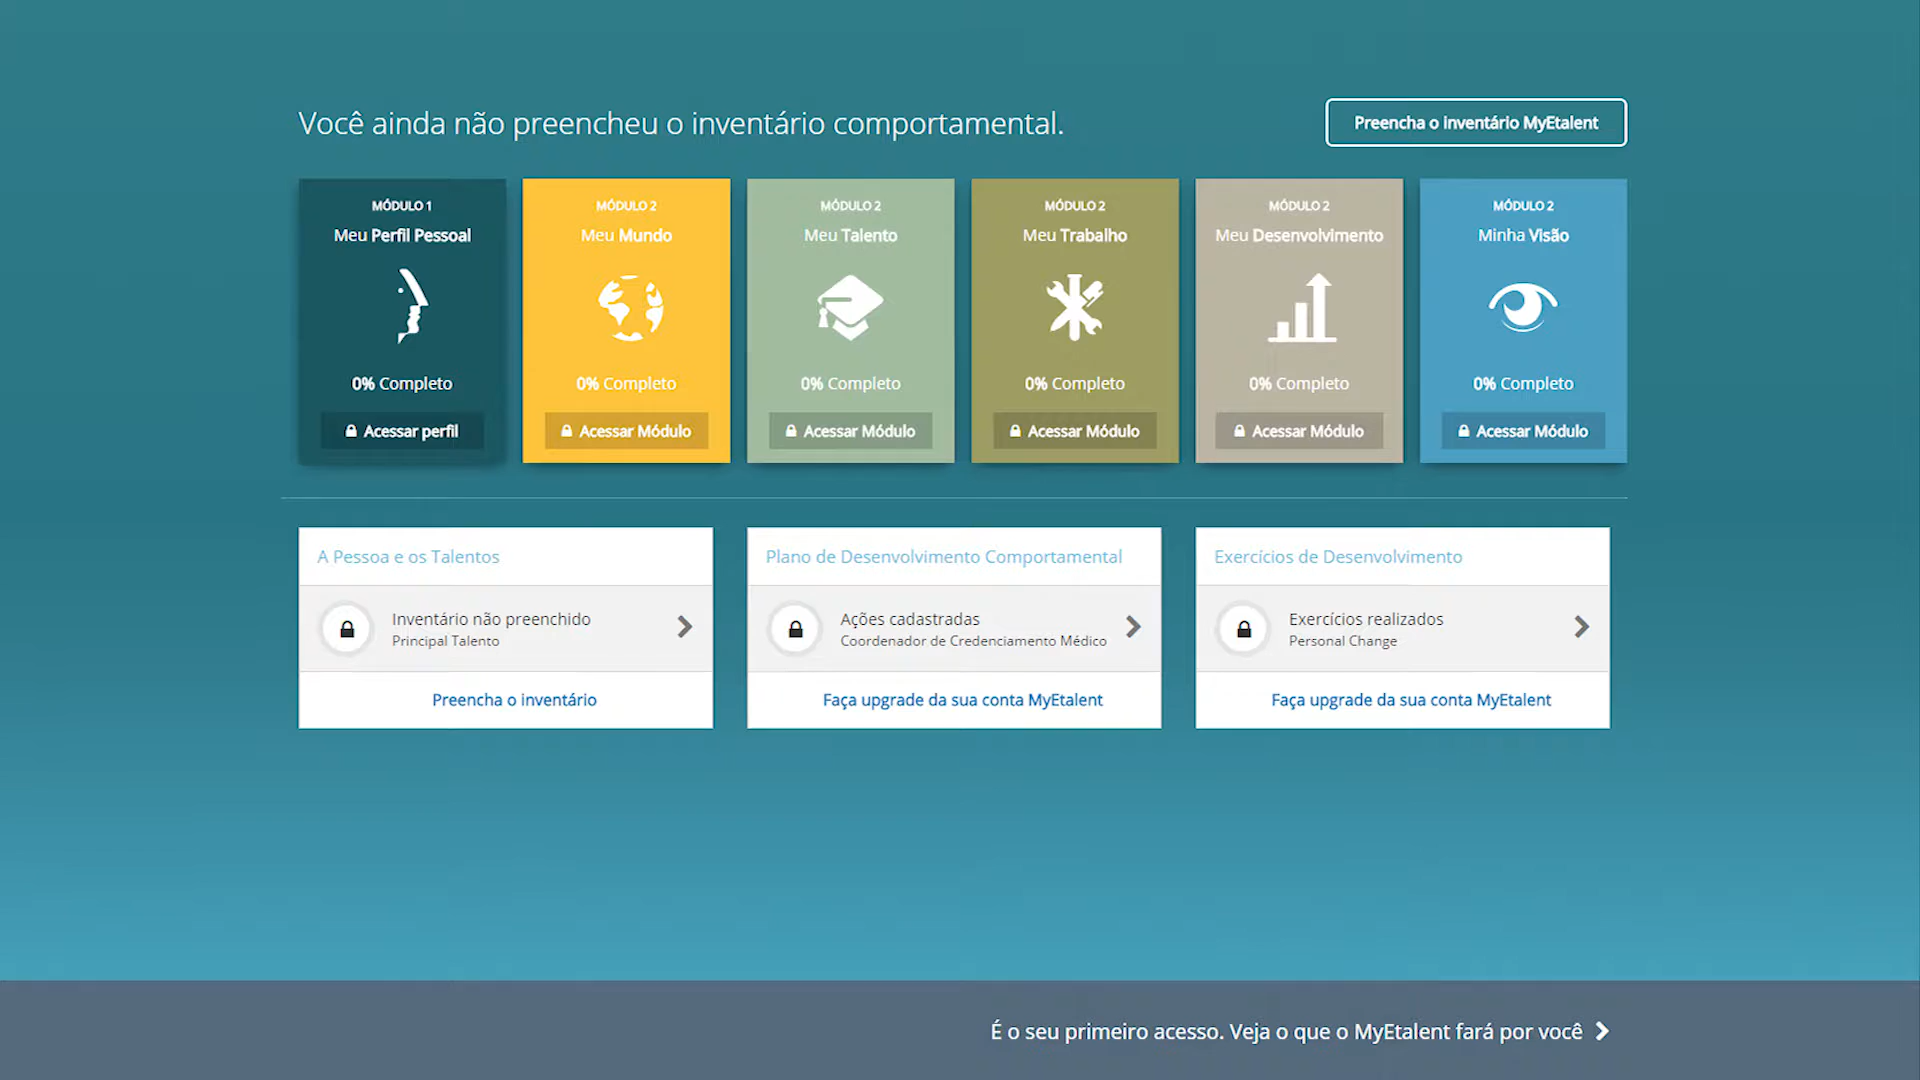 Você ainda não preencheu o inventário comportamental.
Preencha o inventário MyEtalent
MÓDULO 1
Meu Perfil Pessoal
0% Completo
Acessar perfil
MÓDULO 2
Meu Mundo
0% Completo
Acessar Módulo
MÓDULO 2
Meu Talento
0% Completo
Acessar Módulo
MÓDULO 2
Meu Trabalho
0% Completo
Acessar Módulo
MÓDULO 2
Meu Desenvolvimento
0% Completo
Acessar Módulo
MÓDULO 2
Minha Visão
0% Completo
Acessar Módulo
A Pessoa e os Talentos
Inventário não preenchido
Principal Talento
Preencha o inventário
Plano de Desenvolvimento Comportamental
Ações cadastradas
Coordenador de Credenciamento Médico
Faça upgrade da sua conta MyEtalent
Exercícios de Desenvolvimento
Exercícios realizados
Personal Change
Faça upgrade da sua conta MyEtalent
É o seu primeiro acesso. Veja o que o MyEtalent fará por você